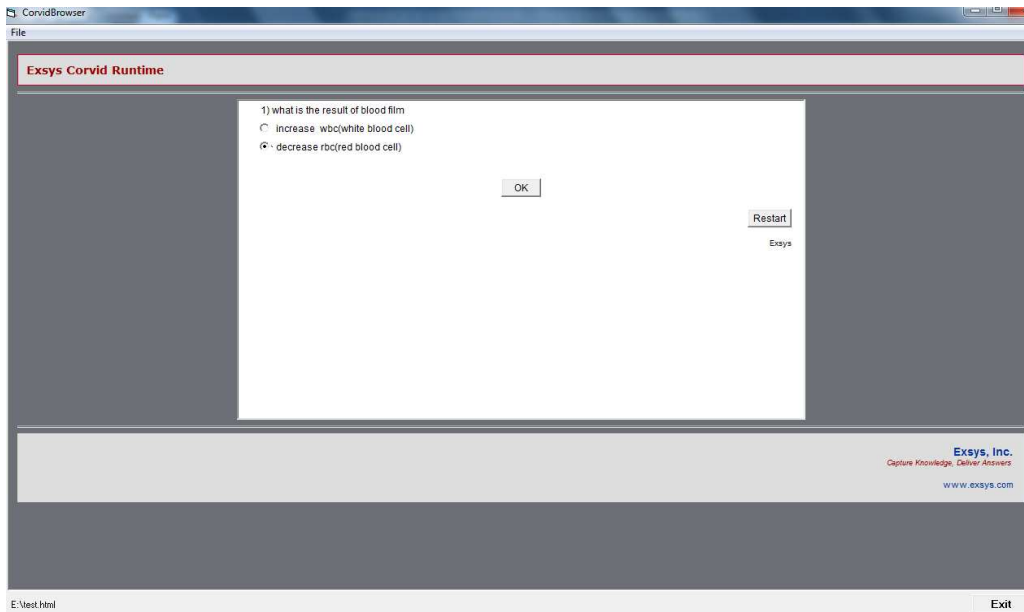 CorvidBrowser
File
Exsys Corvid Runtime
1) what is the result of blood film
increase wbc(white blood cell)
decrease rbc(red blood cell)
OK
Restart
Exsys
Exsys, Inc.
Capture Knowledge, Deliver Answers
www.exsys.com
E:\test.html
Exit